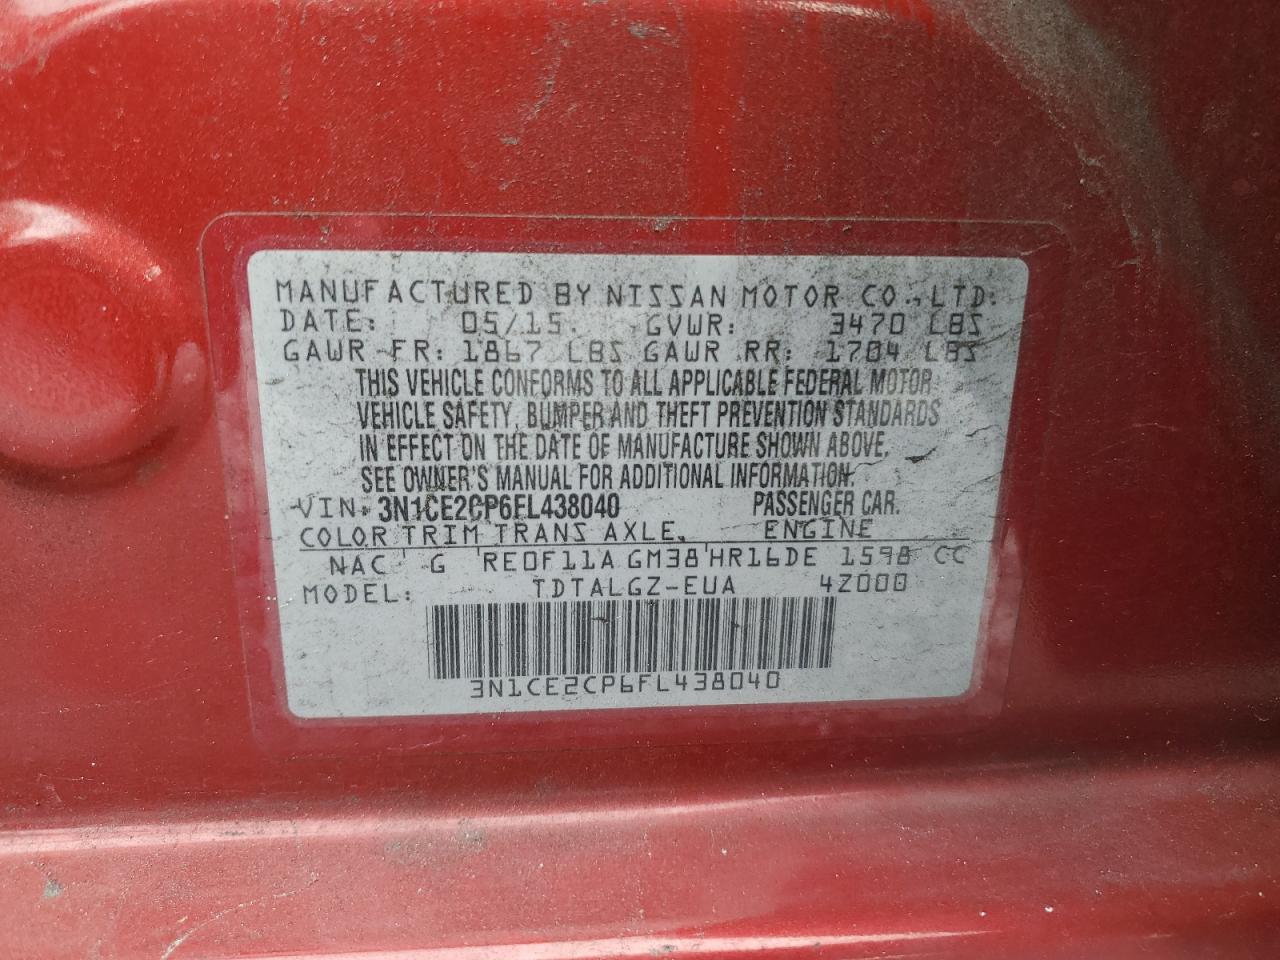 MANUFACTURED BY NISSAN MOTOR CO., LTD.
DATE: 05/15 GVWR: 3470 LBS
GAWR FR: 1867 LBS GAWR RR: 1704 LBS
THIS VEHICLE CONFORMS TO ALL APPLICABLE FEDERAL MOTOR
VEHICLE SAFETY, BUMPER AND THEFT PREVENTION STANDARDS
IN EFFECT ON THE DATE OF MANUFACTURE SHOWN ABOVE.
SEE OWNER'S MANUAL FOR ADDITIONAL INFORMATION.
VIN: 3N1CE2CP6FL438040 PASSENGER CAR.
COLOR TRIM TRANS AXLE. ENGINE
NAC G RE0F11A GM38 HR16DE 1598 CC
MODEL: TDTALGZ-EUA 4Z000
3N1CE2CP6FL438040